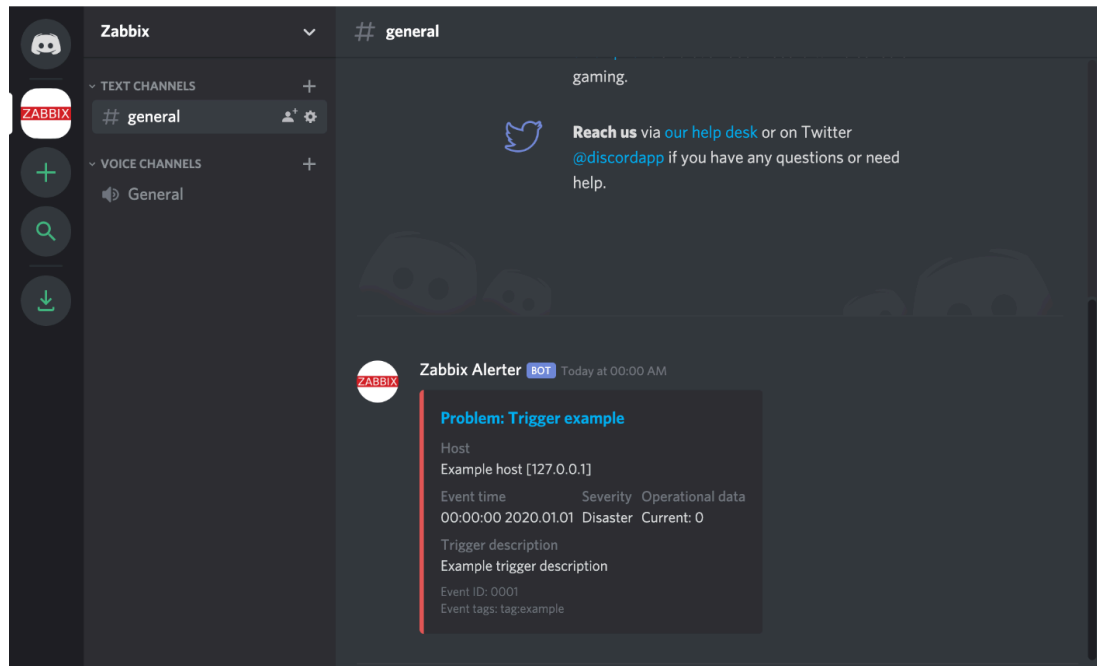 Zabbix
# general
TEXT CHANNELS
ZABBIX
# general
VOICE CHANNELS
General
gaming.
Reach us via our help desk or on Twitter
@discordapp if you have any questions or need
help.
Zabbix Alerter BOT Today at 00:00 AM
ZABBIX
Problem: Trigger example
Host
Example host [127.0.0.1]
Event time Severity Operational data
00:00:00 2020.01.01 Disaster Current: 0
Trigger description
Example trigger description
Event ID: 0001
Event tags: tag:example